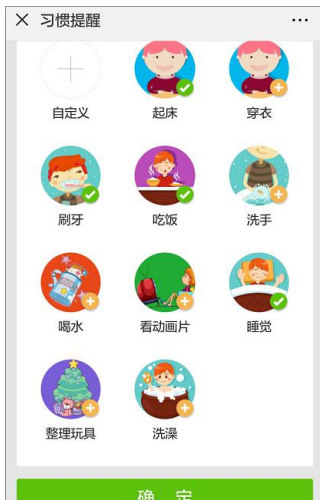 习惯提醒
自定义 起床 穿衣
刷牙 吃饭 洗手
喝水 看动画片 睡觉
整理玩具 洗澡
确 定